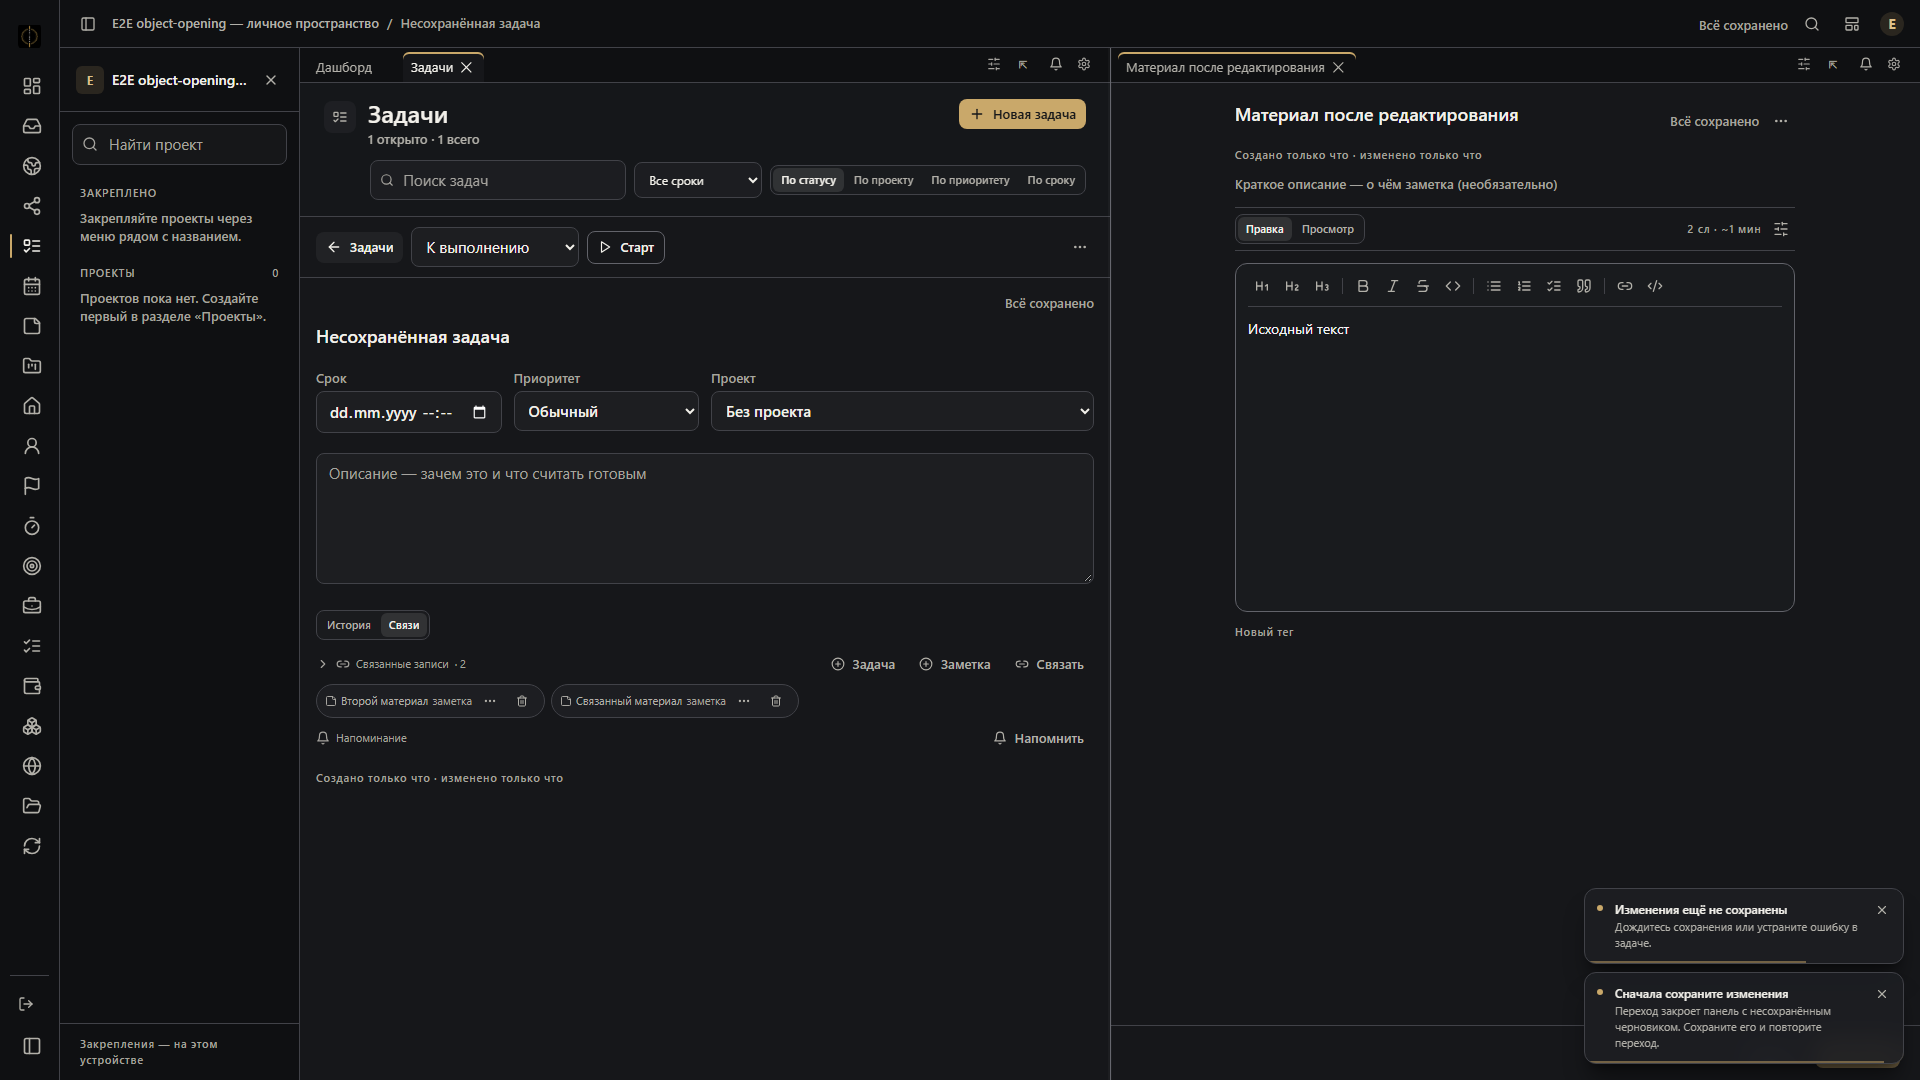 E2E object-opening — личное пространство / Несохранённая задача
Всё сохранено
E
E
E2E object-opening...
Найти проект
ЗАКРЕПЛЕНО
Закрепляйте проекты через
меню рядом с названием.
ПРОЕКТЫ 0
Проектов пока нет. Создайте
первый в разделе «Проекты».
Закрепления — на этом
устройстве
Дашборд
Задачи
Задачи
1 открыто · 1 всего
Новая задача
Поиск задач
Все сроки
По статусу
По проекту
По приоритету
По сроку
Задачи
К выполнению
Старт
Всё сохранено
Несохранённая задача
Срок
Приоритет
Проект
dd.mm.yyyy --:--
Обычный
Без проекта
Описание — зачем это и что считать готовым
История
Связи
Связанные записи · 2
Задача
Заметка
Связать
Второй материал заметка
Связанный материал заметка
Напоминание
Напомнить
Создано только что · изменено только что
Материал после редактирования
Материал после редактирования
Всё сохранено
Создано только что · изменено только что
Краткое описание — о чём заметка (необязательно)
Правка
Просмотр
2 сл · ~1 мин
H1 H2 H3
Исходный текст
Новый тег
Изменения ещё не сохранены
Дождитесь сохранения или устраните ошибку в
задаче.
Сначала сохраните изменения
Переход закроет панель с несохранённым
черновиком. Сохраните его и повторите
переход.